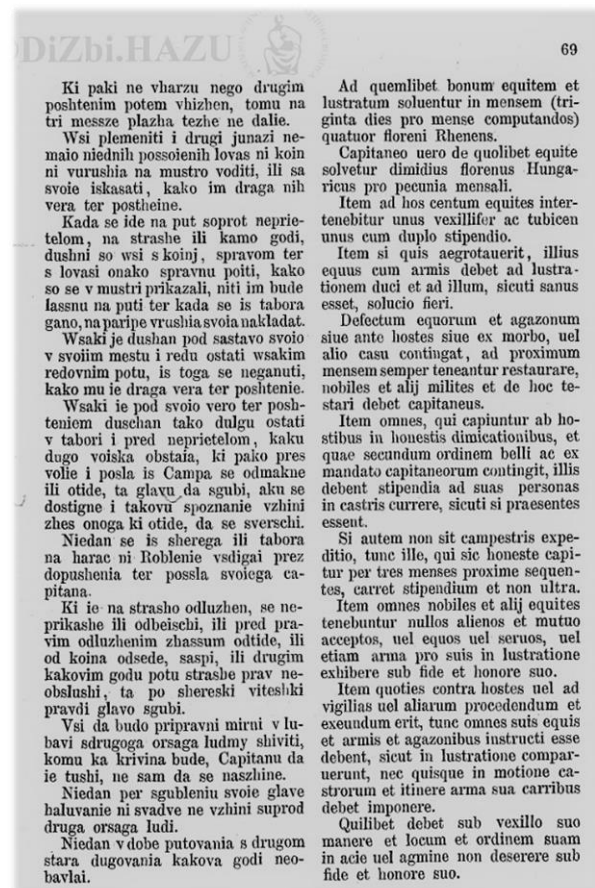 DiZbi.HAZU
69
Ki paki ne vharzu nego drugim
poshtenim potem vhizhen, tomu na
tri messze plazha tezhe ne dalie.
Wsi plemeniti i drugi junazi ne-
maio niednih possoienih lovas ni koin
ni vurushia na mustro voditi, ili sa
svoie iskasati, kako im draga nih
vera ter postheine.
Kada se ide na put soprot neprie-
telom, na strashe ili kamo godi,
dushni so wsi s koinj, spravom ter
s lovasi onako spravnu poiti, kako
so se v mustri prikazali, niti im bude
lassnu na puti ter kada se is tabora
gano, na paripe vrushia svoia nakladat.
Wsaki je dushan pod sastavo svoio
v svoiim mestu i redu ostati wsakim
redovnim potu, is toga se neganuti,
kako mu ie draga vera ter poshtenie.
Wsaki ie pod svoio vero ter posh-
teniem duschan tako dulgu ostati
v tabori i pred neprietelom, kaku
dugo voiska obstaia, ki pako pres
volie i posla is Campa se odmakne
ili otide, ta glavu da sgubi, aku se
dostigne i takovu spoznanie vzhini
zhes onoga ki otide, da se sverschi.
Niedan se is sherega ili tabora
na harac ni Roblenie vsdigai prez
dopushenia ter possla svoiega ca-
pitana.
Ki ie na strasho odluzhen, se ne-
prikashe ili odbeischi, ili pred pra-
vim odluzhenim zhassum odtide, ili
od koina odsede, saspi, ili drugim
kakovim godu potu strashe prav ne-
obslushi, ta po shereski viteshki
pravdi glavo sgubi.
Vsi da budo pripravni mirni v lu-
bavi sdrugoga orsaga ludmy shiviti,
komu ka krivina bude, Capitanu da
ie tushi, ne sam da se naszhine.
Niedan per sgubleniu svoie glave
haluvanie ni svadve ne vzhini suprod
druga orsaga ludi.
Niedan v dobe putovania s drugom
stara dugovania kakova godi neo-
bavlai.
Ad quemlibet bonum equitem et
lustratum soluentur in mensem (tri-
ginta dies pro mense computandos)
quatuor floreni Rhenens.
Capitaneo uero de quolibet equite
solvetur dimidius florenus Hunga-
ricus pro pecunia mensali.
Item ad hos centum equites inter-
tenebitur unus vexillifer ac tubicen
unus cum duplo stipendio.
Item si quis aegrotauerit, illius
equus cum armis debet ad lustra-
tionem duci et ad illum, sicuti sanus
esset, solucio fieri.
Defectum equorum et agazonum
siue ante hostes siue ex morbo, uel
alio casu contingat, ad proximum
mensem semper teneantur restaurare,
nobiles et alij milites et de hoc te-
stari debet capitaneus.
Item omnes, qui capiuntur ab ho-
stibus in honestis dimicationibus, et
quae secundum ordinem belli ac ex
mandato capitaneorum contingit, illis
debent stipendia ad suas personas
in castris currere, sicuti si praesentes
essent.
Si autem non sit campestris expe-
ditio, tunc ille, qui sic honeste capi-
tur per tres menses proxime sequen-
tes, carret stipendium et non ultra.
Item omnes nobiles et alij equites
tenebuntur nullos alienos et mutuo
acceptos, uel equos uel seruos, uel
etiam arma pro suis in lustratione
exhibere sub fide et honore suo.
Item quoties contra hostes uel ad
vigilias uel aliarum procedendum et
exeundum erit, tunc omnes suis equis
et armis et agazonibus instructi esse
debent, sicut in lustratione compar-
uerunt, nec quisque in motione ca-
strorum et itinere arma sua carribus
debet imponere.
Quilibet debet sub vexillo suo
manere et locum et ordinem suam
in acie uel agmine non deserere sub
fide et honore suo.